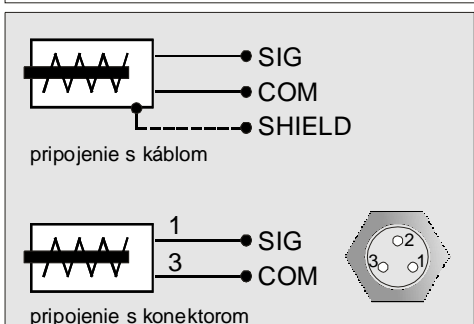 SIG
COM
SHIELD
pripojenie s káblom
1 SIG
3 COM
2
3 1
pripojenie s konektorom